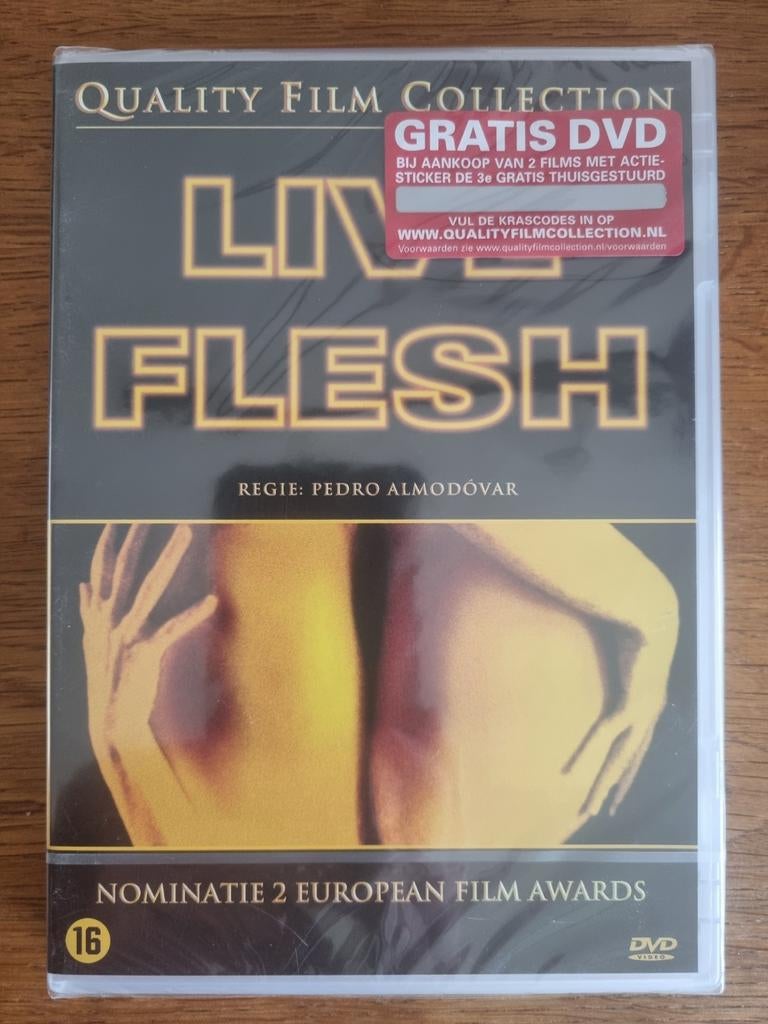 QUALITY FILM COLLECTION
GRATIS DVD
BIJ AANKOOP VAN 2 FILMS MET ACTIE-
STICKER DE 3e GRATIS THUISGESTUURD
VUL DE KRASCODES IN OP
WWW.QUALITYFILMCOLLECTION.NL
Voorwaarden zie www.qualityfilmcollection.nl/voorwaarden
LIVE
FLESH
REGIE: PEDRO ALMODÓVAR
NOMINATIE 2 EUROPEAN FILM AWARDS
16
DVD
VIDEO